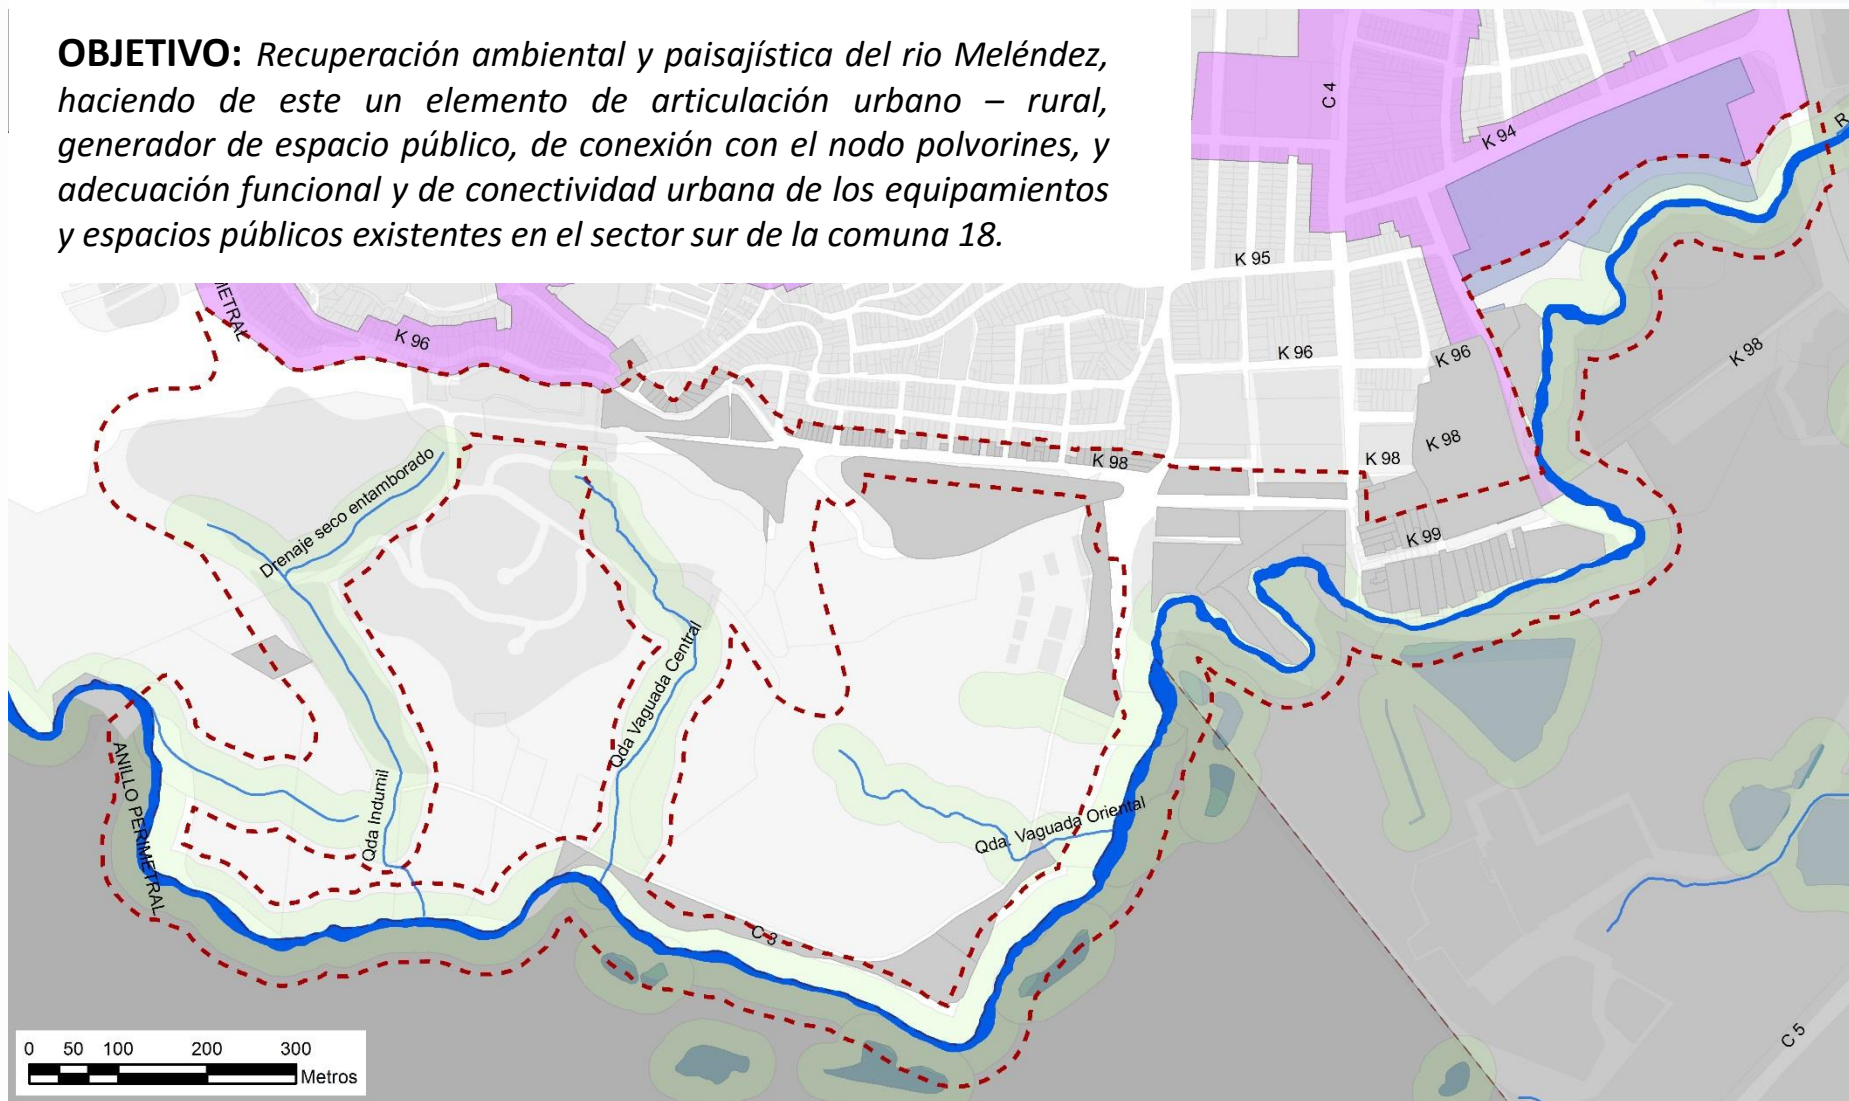 OBJETIVO: Recuperación ambiental y paisajística del rio Meléndez,
haciendo de este un elemento de articulación urbano – rural,
generador de espacio público, de conexión con el nodo polvorines, y
adecuación funcional y de conectividad urbana de los equipamientos
y espacios públicos existentes en el sector sur de la comuna 18.
C 4
K 94
R
K 95
METRAL
K 96
K 96
K 96
K 98
K 98
K 98
K 98
K 99
Drenaje seco entamborado
Qda Vaguada Central
ANILLO PERIMETRAL
Qda Indumil
Qda. Vaguada Oriental
C 3
C 5
0 50 100 200 300
Metros